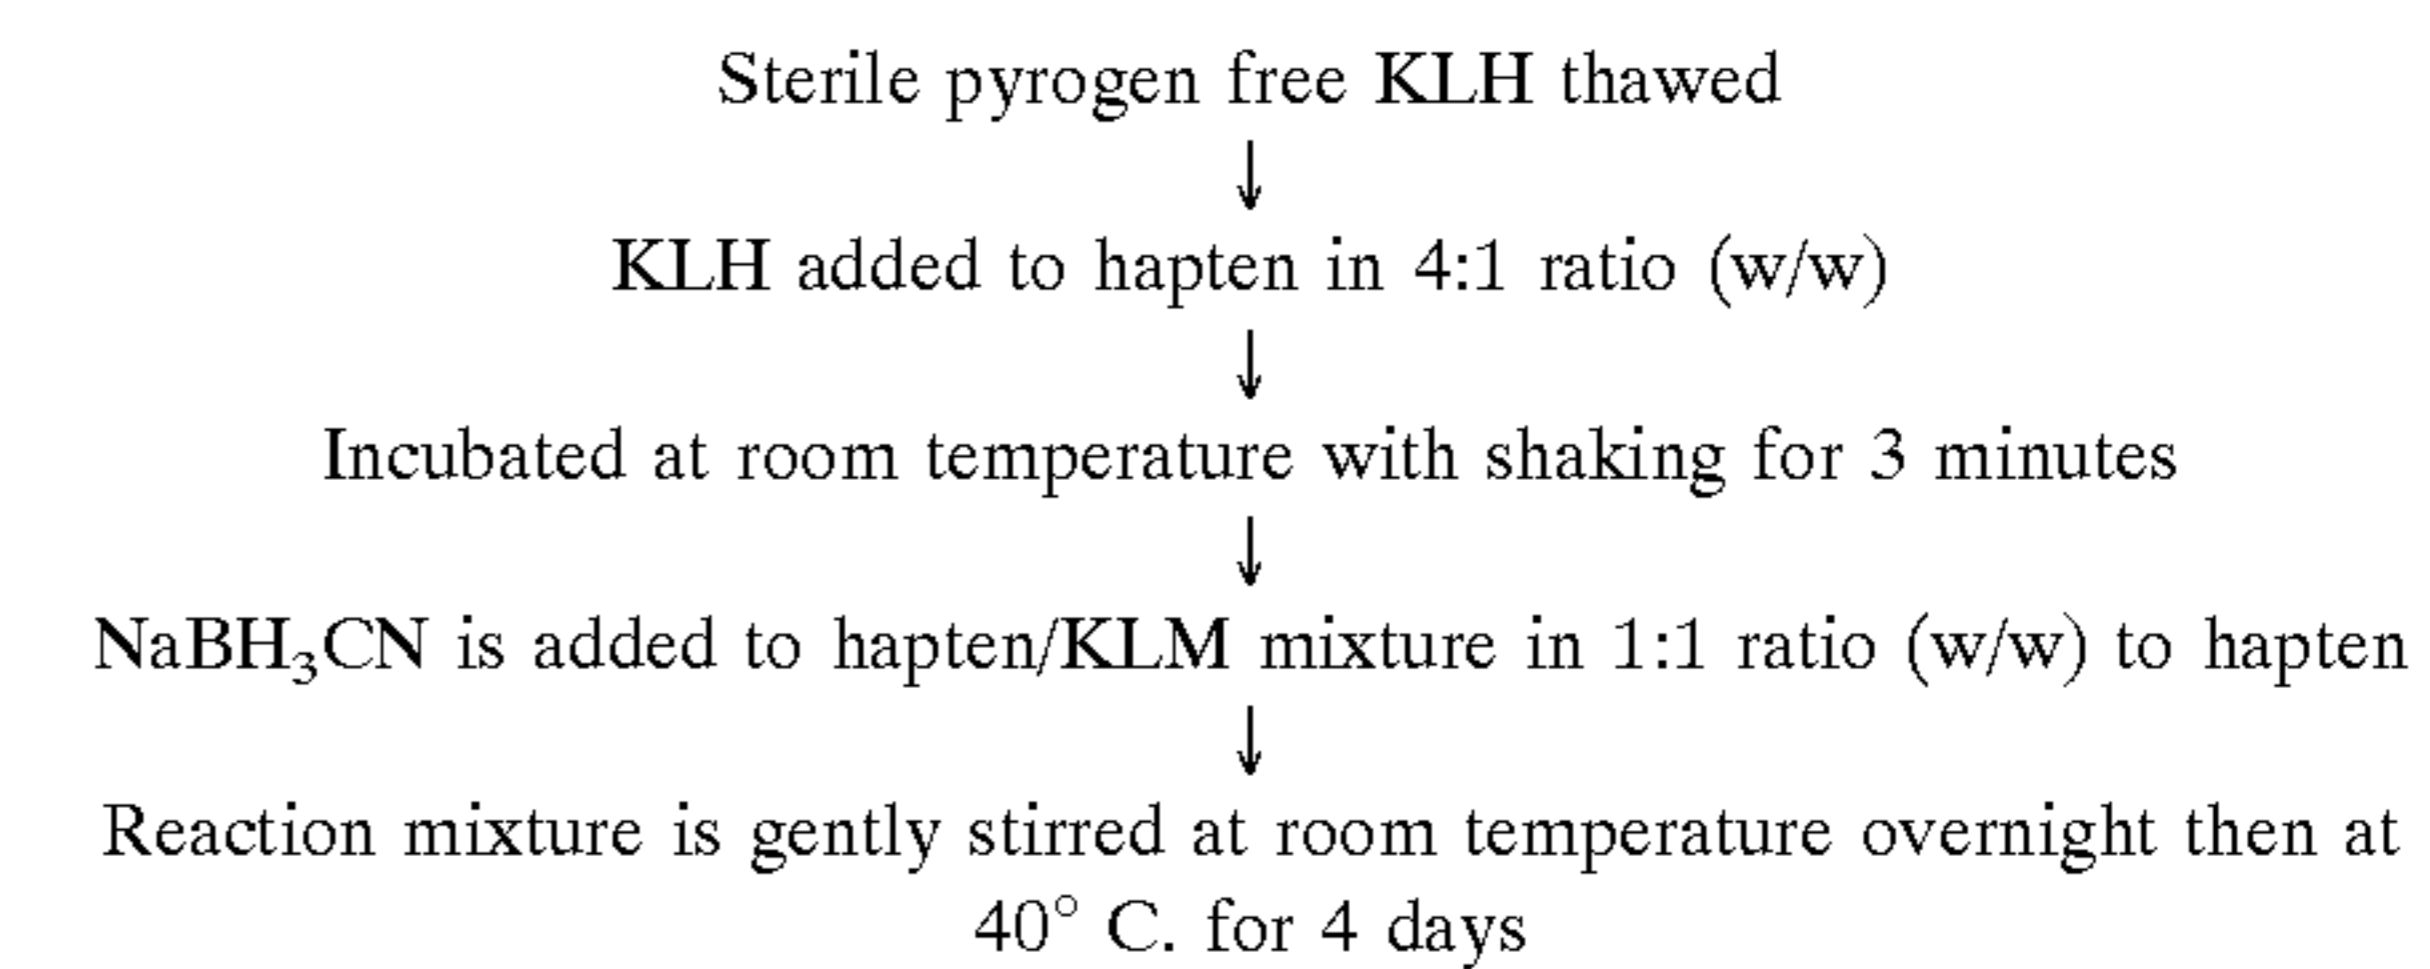 Sterile pyrogen free KLH thawed
↓
KLH added to hapten in 4:1 ratio (w/w)
↓
Incubated at room temperature with shaking for 3 minutes
↓
NaBH₃CN is added to hapten/KLM mixture in 1:1 ratio (w/w) to hapten
↓
Reaction mixture is gently stirred at room temperature overnight then at
40° C. for 4 days